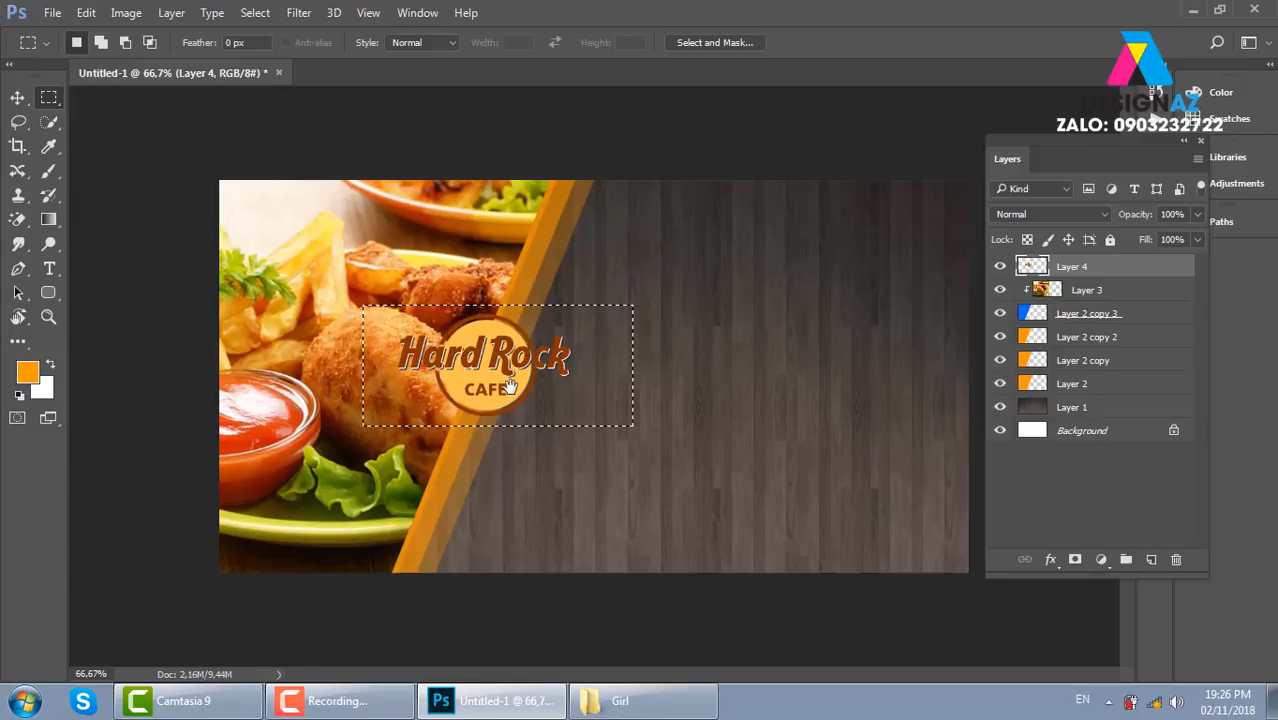 Ps File Edit Image Layer Type Select Filter 3D View Window Help
Feather: 0 px Anti-alias Style: Normal Width: Height: Select and Mask...
Untitled-1 @ 66,7% (Layer 4, RGB/8#) *
DESIGNAZ
ZALO: 0903232722
Color
Swatches
Libraries
Adjustments
Paths
Layers
Kind
Normal Opacity: 100%
Lock: Fill: 100%
Layer 4
Layer 3
Layer 2 copy 3
Layer 2 copy 2
Layer 2 copy
Layer 2
Layer 1
Background
fx
Hard Rock
CAFE
66,67% Doc: 2,16M/9,44M
Camtasia 9
Recording...
Ps Untitled-1 @ 66,7...
Girl
EN
19:26 PM
02/11/2018